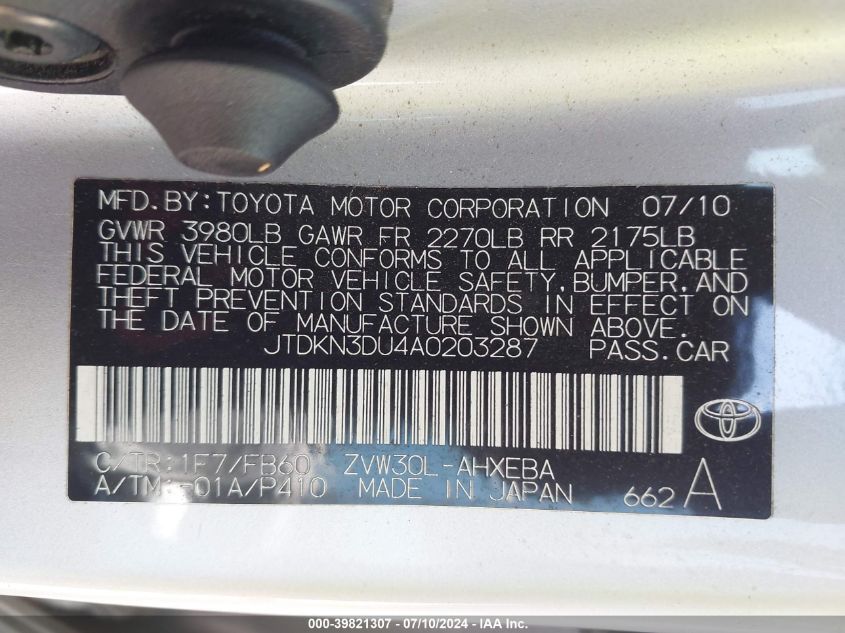 MFD. BY: TOYOTA MOTOR CORPORATION 07/10
GVWR 3980LB GAWR FR 2270LB RR 2175LB
THIS VEHICLE CONFORMS TO ALL APPLICABLE
FEDERAL MOTOR VEHICLE SAFETY, BUMPER, AND
THEFT PREVENTION STANDARDS IN EFFECT ON
THE DATE OF MANUFACTURE SHOWN ABOVE.
JTDKN3DU4A0203287 PASS. CAR
C/TR: 1F7/FB60 ZVW30L-AHXEBA
A/TM: -01A/P410 MADE IN JAPAN 662 A
000-39821307 - 07/10/2024 - IAA Inc.